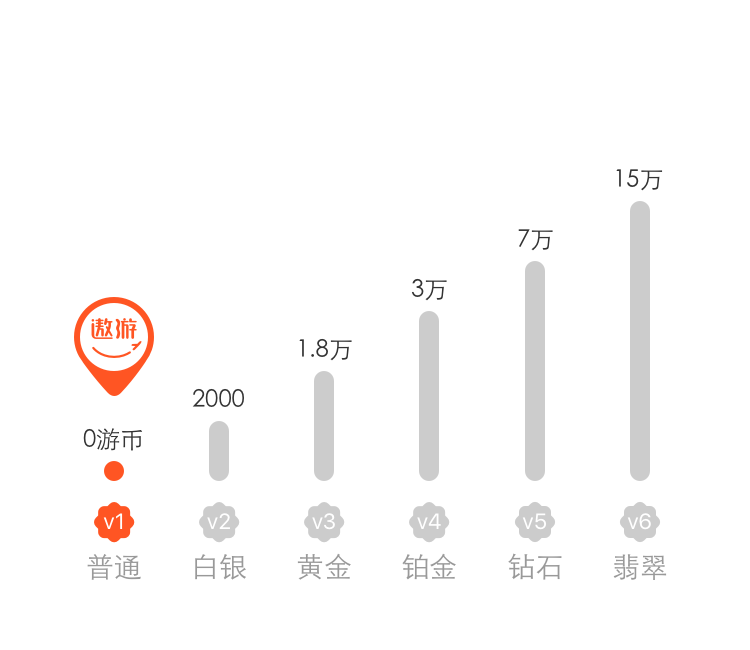 15万
7万
3万
1.8万
遨游
2000
0游币
v1 v2 v3 v4 v5 v6
普通 白银 黄金 铂金 钻石 翡翠